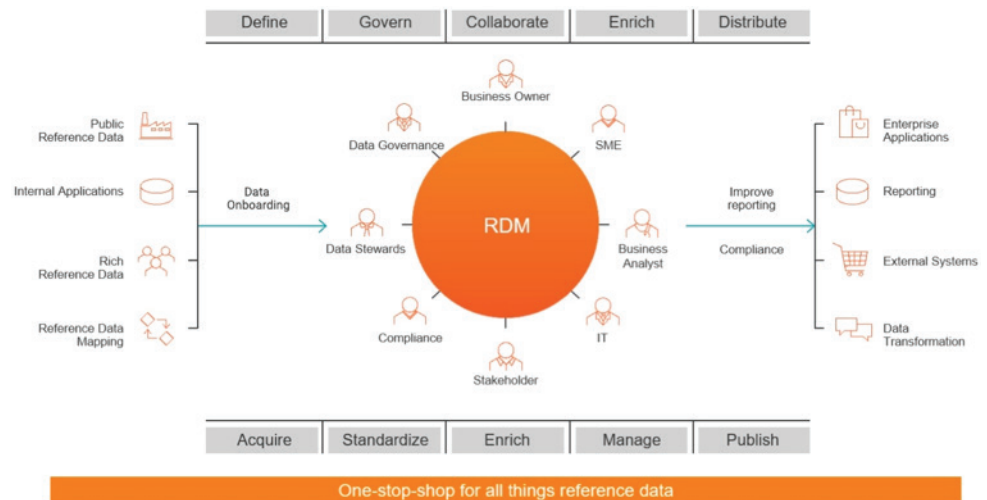 Define
Govern
Collaborate
Enrich
Distribute
Public
Reference Data
Internal Applications
Rich
Reference Data
Reference Data
Mapping
Data
Onboarding
Business Owner
Data Governance
SME
Data Stewards
RDM
Business
Analyst
Compliance
IT
Stakeholder
Improve
reporting
Compliance
Enterprise
Applications
Reporting
External Systems
Data
Transformation
Acquire
Standardize
Enrich
Manage
Publish
One-stop-shop for all things reference data